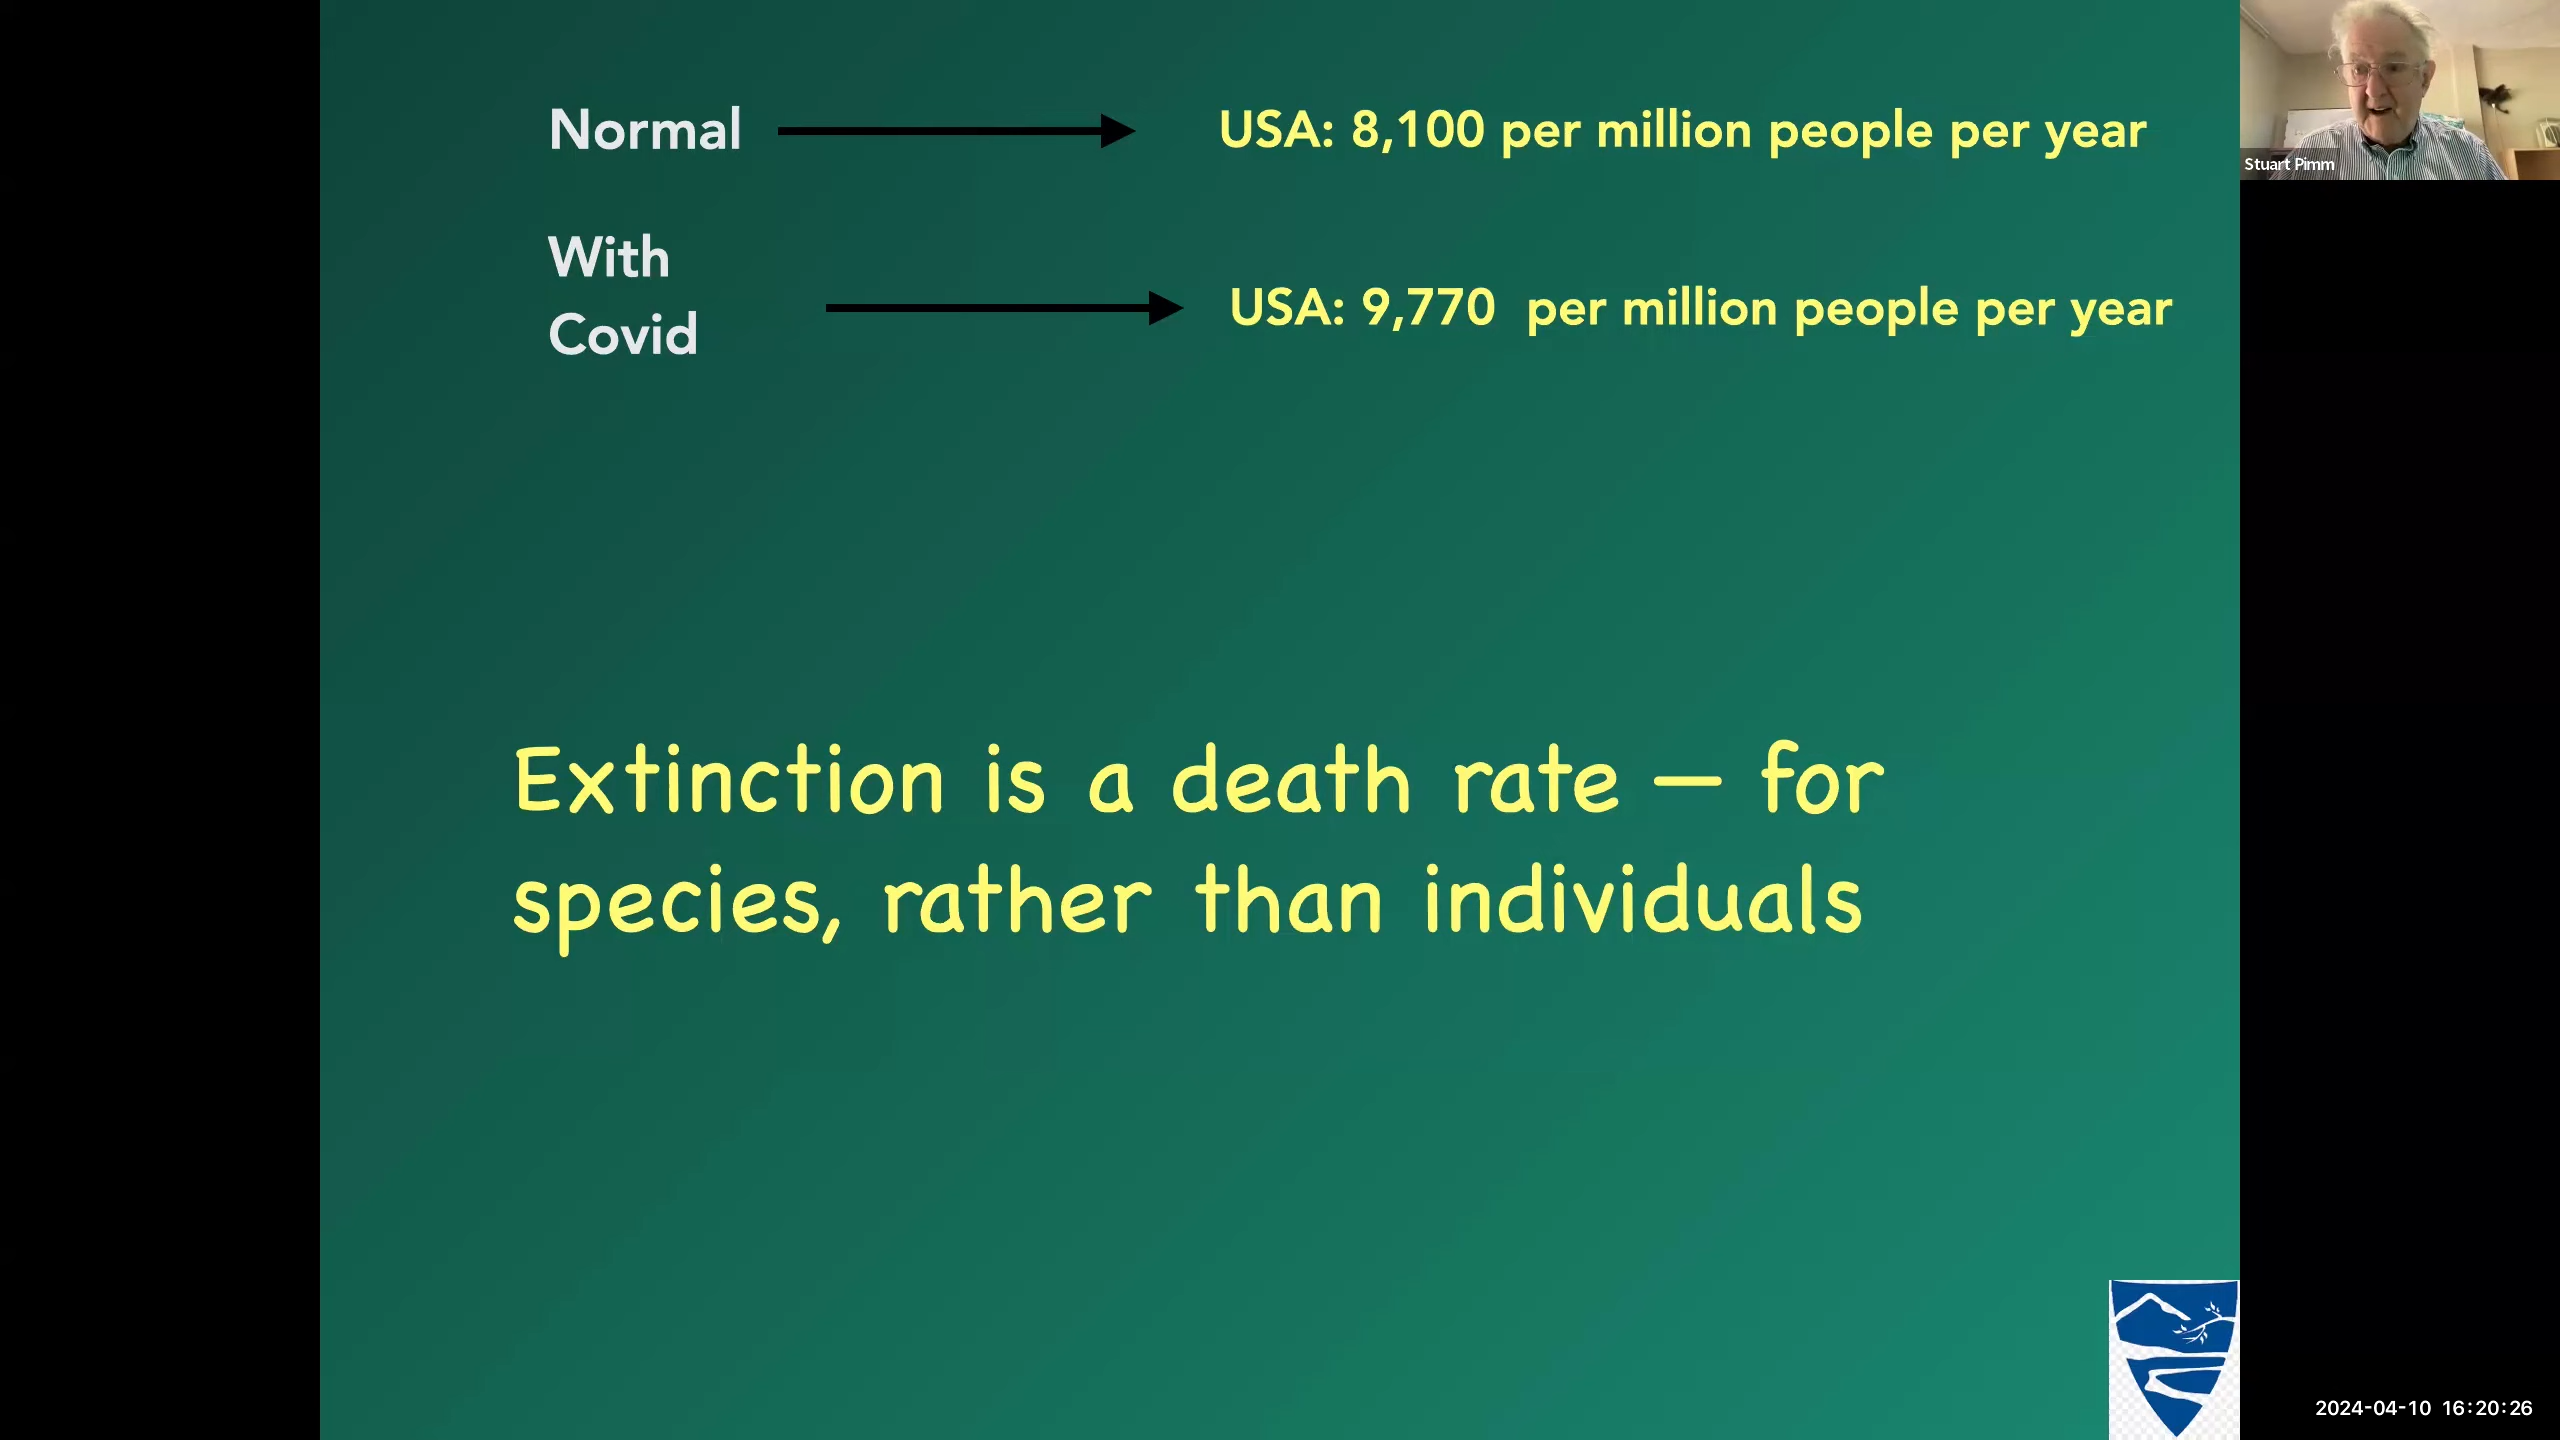 Normal
USA: 8,100 per million people per year
With
Covid
USA: 9,770 per million people per year
Extinction is a death rate – for
species, rather than individuals
Stuart Pimm
2024-04-10 16:20:26